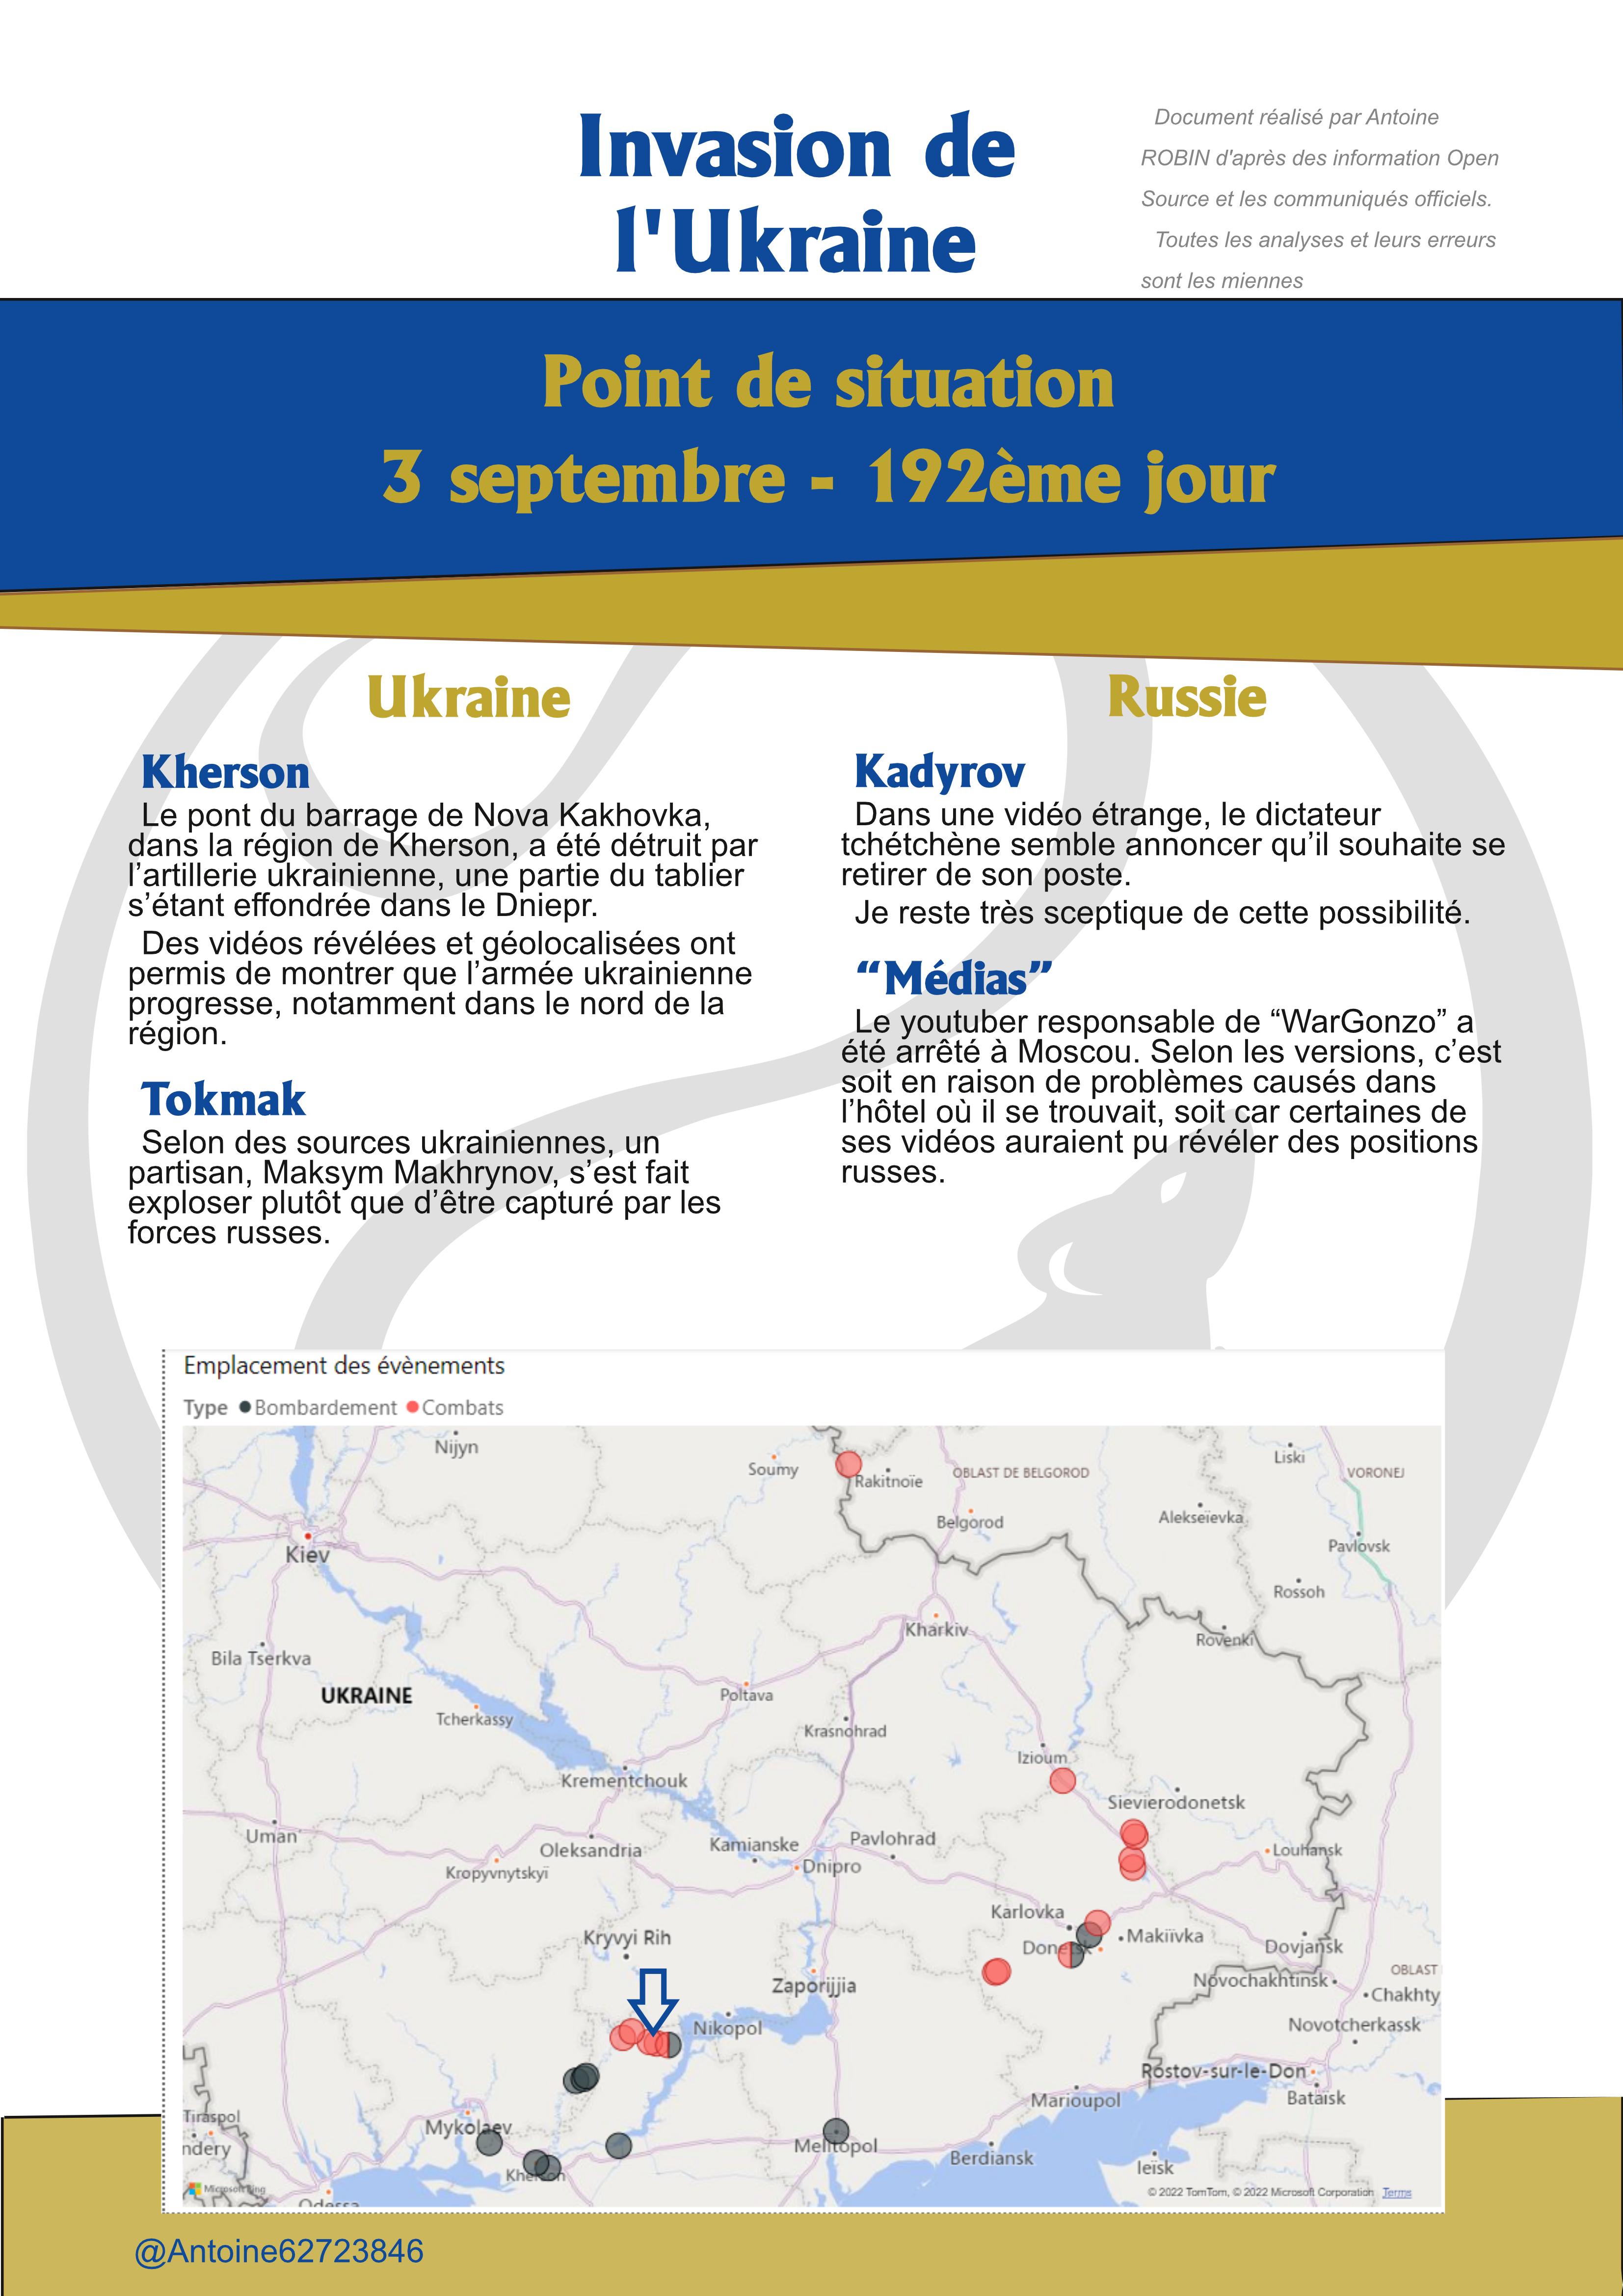 Invasion de
l'Ukraine
Document réalisé par Antoine
ROBIN d'après des information Open
Source et les communiqués officiels.
Toutes les analyses et leurs erreurs
sont les miennes
Point de situation
3 septembre - 192ème jour
Ukraine
Kherson
Le pont du barrage de Nova Kakhovka,
dans la région de Kherson, a été détruit par
l’artillerie ukrainienne, une partie du tablier
s’étant effondrée dans le Dniepr.
Des vidéos révélées et géolocalisées ont
permis de montrer que l’armée ukrainienne
progresse, notamment dans le nord de la
région.
Tokmak
Selon des sources ukrainiennes, un
partisan, Maksym Makhrynov, s’est fait
exploser plutôt que d’être capturé par les
forces russes.
Russie
Kadyrov
Dans une vidéo étrange, le dictateur
tchétchène semble annoncer qu’il souhaite se
retirer de son poste.
Je reste très sceptique de cette possibilité.
“Médias”
Le youtuber responsable de “WarGonzo” a
été arrêté à Moscou. Selon les versions, c’est
soit en raison de problèmes causés dans
l’hôtel où il se trouvait, soit car certaines de
ses vidéos auraient pu révéler des positions
russes.
Emplacement des évènements
Type Bombardement Combats
Nijyn
Soumy
Rakitnoïe
OBLAST DE BELGOROD
Liski
VORONEJ
Belgorod
Alekseïevka
Pavlovsk
Kiev
Rossoh
Kharkiv
Rovenki
Bila Tserkva
UKRAINE
Poltava
Tcherkassy
Krasnohrad
Izioum
Krementchouk
Sievierodonetsk
Uman
Oleksandria
Kamianske
Pavlohrad
Louhansk
Kropyvnytskyï
Dnipro
Karlovka
Kryvyi Rih
Makiïvka
Donetsk
Dovjansk
Zaporijjia
OBLAST
Novochakhtinsk
Chakhty
Nikopol
Novotcherkassk
Rostov-sur-le-Don
Marioupol
Bataïsk
Tiraspol
Mykolaev
ndery
Melitopol
Berdiansk
Ieïsk
Kherson
Microsoft Bing
© 2022 TomTom, © 2022 Microsoft Corporation Terms
Odessa
@Antoine62723846